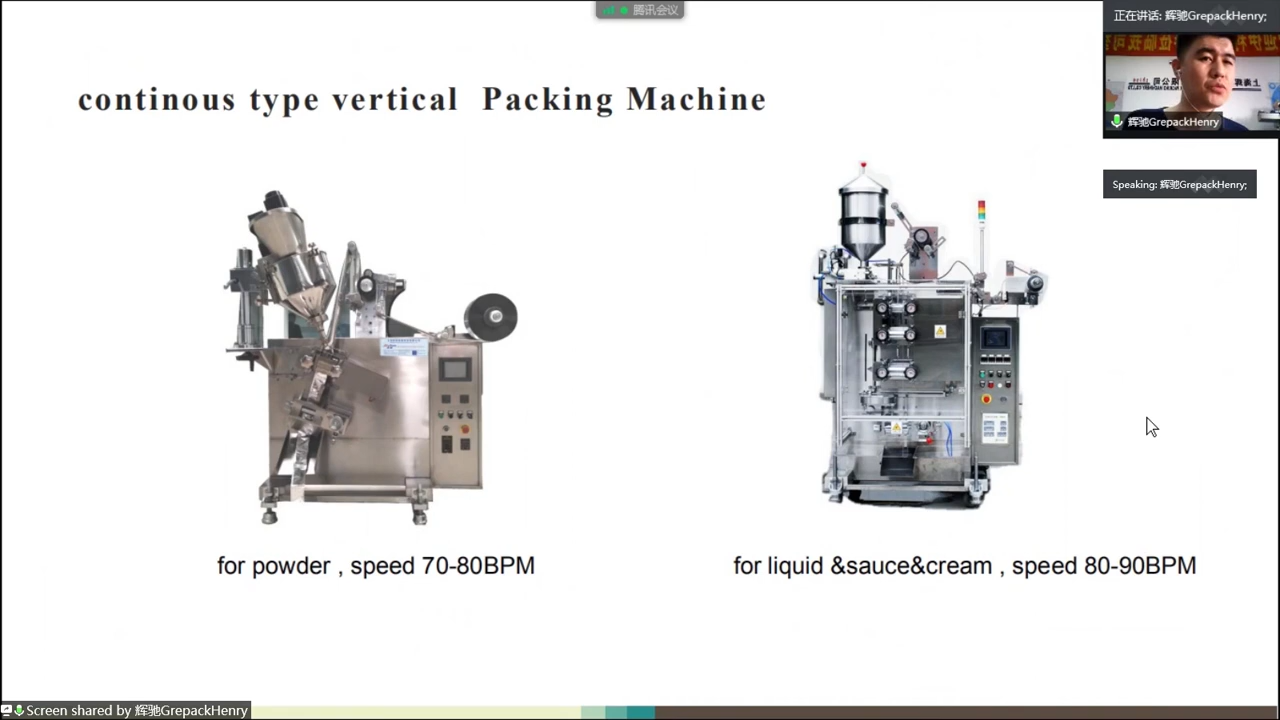 腾讯会议
正在讲话: 辉驰GrepackHenry;
辉驰GrepackHenry
Speaking: 辉驰GrepackHenry;
continous type vertical Packing Machine
for powder , speed 70-80BPM
for liquid &sauce&cream , speed 80-90BPM
Screen shared by 辉驰GrepackHenry